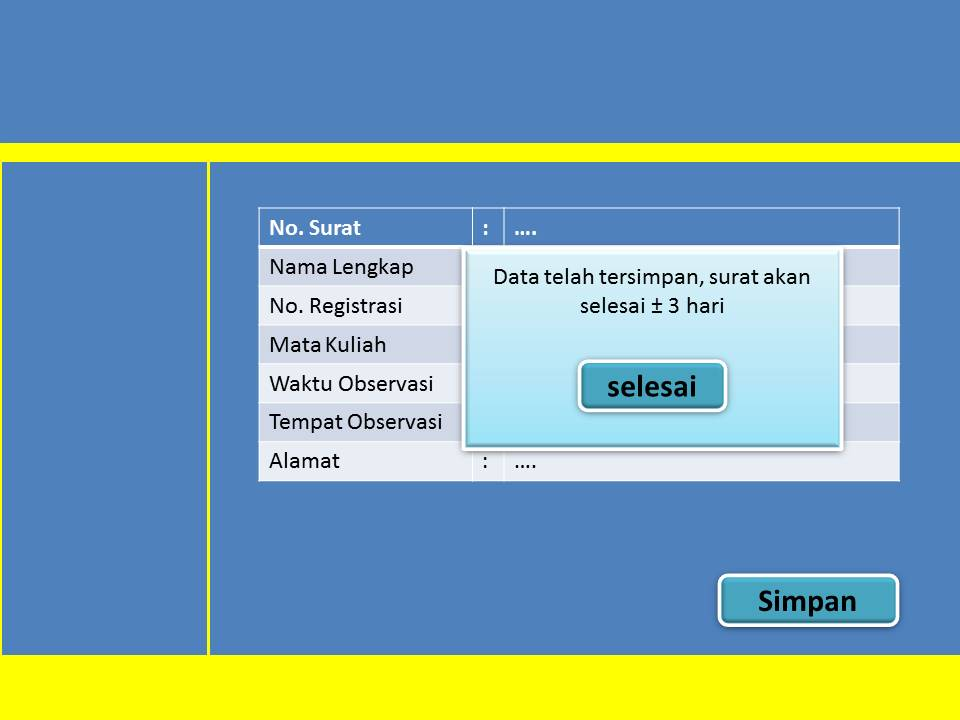 No. Surat : ....
Nama Lengkap
No. Registrasi
Mata Kuliah
Waktu Observasi
Tempat Observasi
Alamat : ....
Data telah tersimpan, surat akan
selesai ± 3 hari
selesai
Simpan